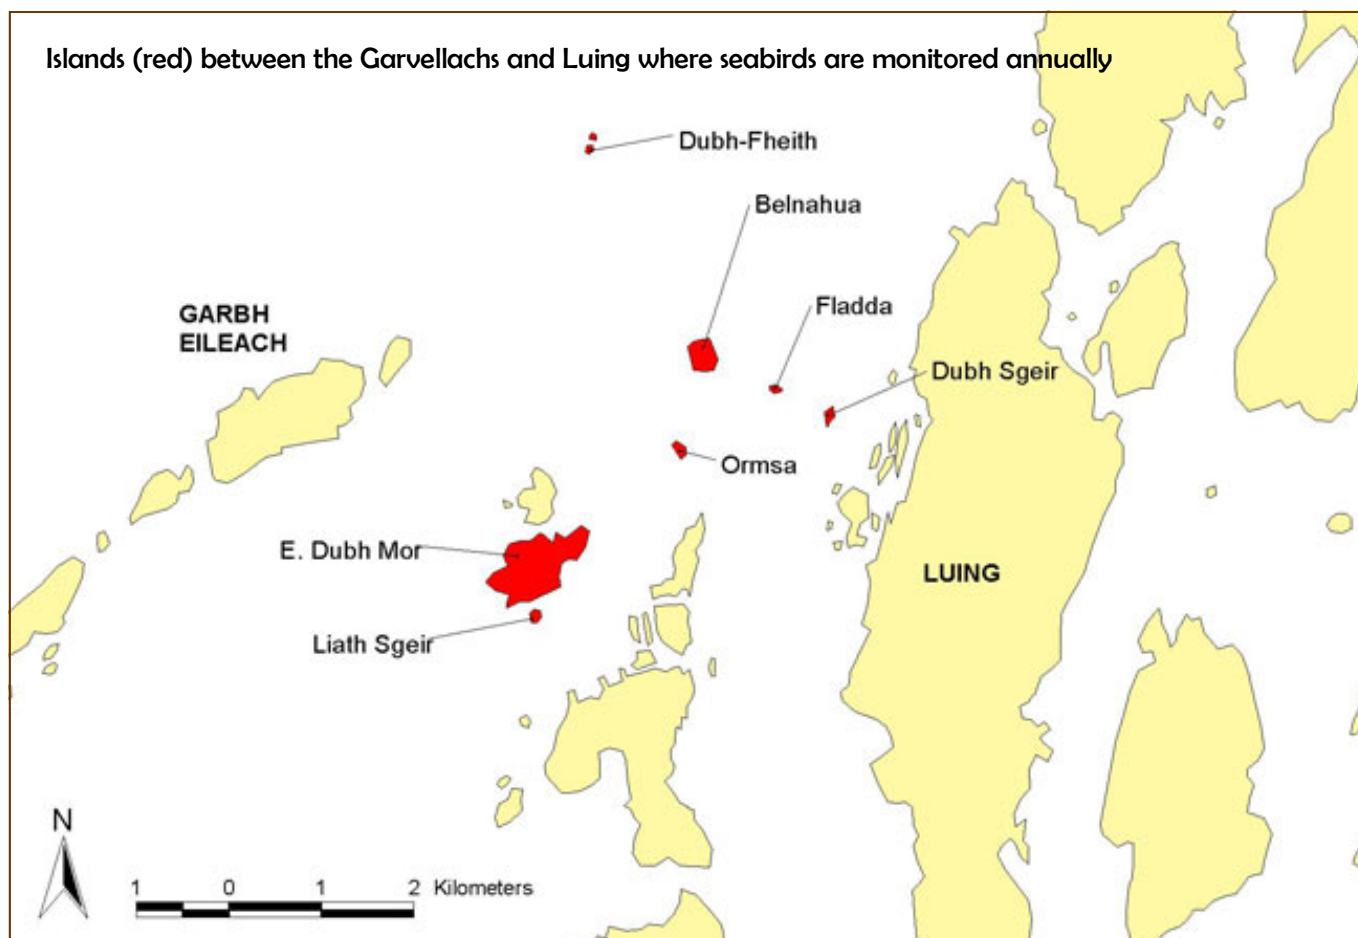 Islands (red) between the Garvellachs and Luing where seabirds are monitored annually
Dubh-Fheith
Belnahua
Fladda
GARBH
EILEACH
Dubh Sgeir
Ormsa
E. Dubh Mor
LUING
Liath Sgeir
N
1 0 1 2 Kilometers